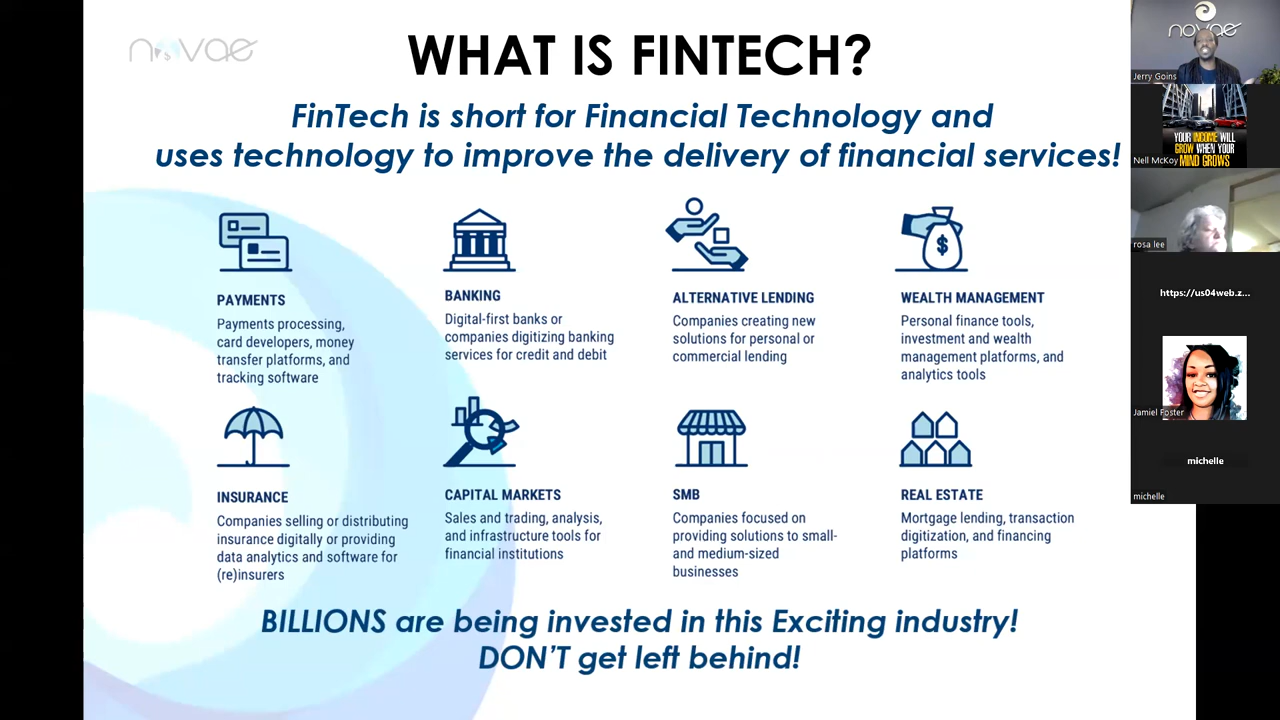 novae
WHAT IS FINTECH?
FinTech is short for Financial Technology and
uses technology to improve the delivery of financial services!
PAYMENTS
Payments processing,
card developers, money
transfer platforms, and
tracking software
BANKING
Digital-first banks or
companies digitizing banking
services for credit and debit
ALTERNATIVE LENDING
Companies creating new
solutions for personal or
commercial lending
$
WEALTH MANAGEMENT
Personal finance tools,
investment and wealth
management platforms, and
analytics tools
INSURANCE
Companies selling or distributing
insurance digitally or providing
data analytics and software for
(re)insurers
CAPITAL MARKETS
Sales and trading, analysis,
and infrastructure tools for
financial institutions
SMB
Companies focused on
providing solutions to small-
and medium-sized
businesses
REAL ESTATE
Mortgage lending, transaction
digitization, and financing
platforms
BILLIONS are being invested in this Exciting industry!
DON'T get left behind!
novae
Jerry Goins
YOUR INCOME WILL
GROW WHEN YOUR
MIND GROWS
Nell McKoy
rosa lee
https://us04web.z...
Jamiel Foster
michelle
michelle